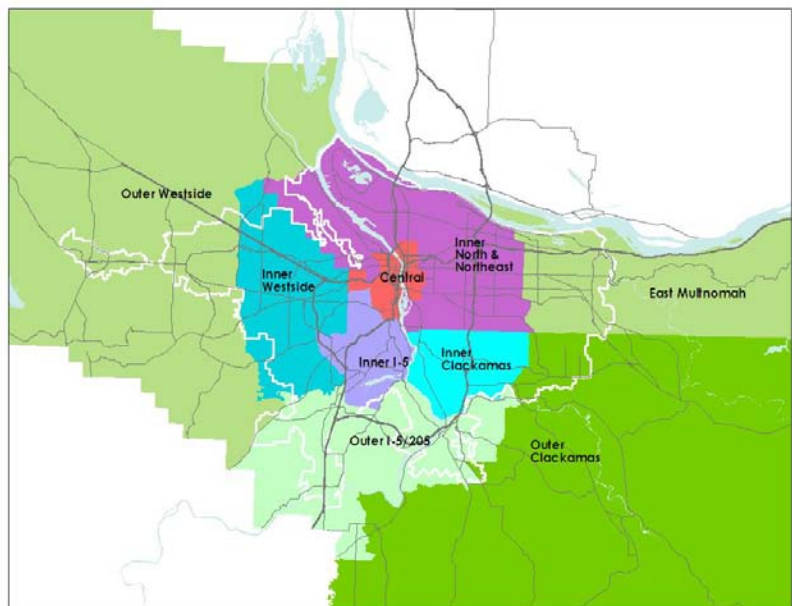 Outer Westside
Inner
North &
Northeast
Inner
Westside
Central
East Multnomah
Inner I-5
Inner
Clackamas
Outer I-5/205
Outer
Clackamas